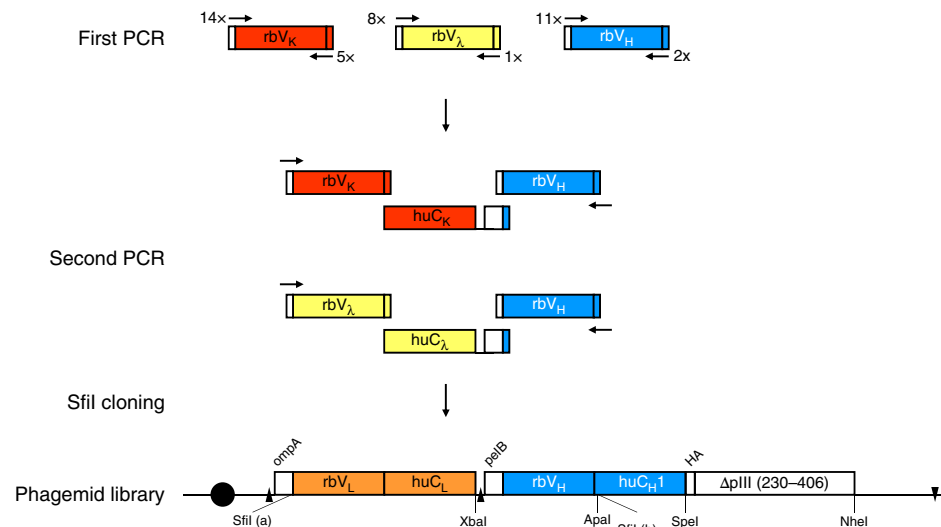 First PCR
14× rbVK 5×
8× rbVλ 1×
11× rbVH 2x
rbVK rbVH
huCK
Second PCR
rbVλ rbVH
huCλ
SfiI cloning
ompA pelB HA
Phagemid library
rbVL huCL rbVH huCH1 ΔpIII (230–406)
SfiI (a) XbaI ApaI SfiI (b) SpeI NheI